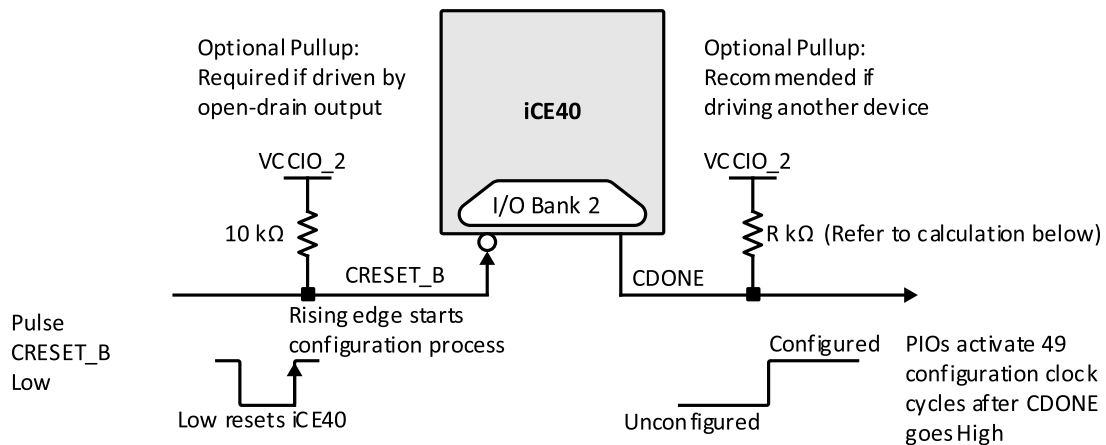 Optional Pullup:
Required if driven by
open-drain output
Optional Pullup:
Recommended if
driving another device
iCE40
VCCIO_2
VCCIO_2
I/O Bank 2
10 kΩ
R kΩ (Refer to calculation below)
CRESET_B
CDONE
Rising edge starts
configuration process
Pulse
CRESET_B
Low
Low resets iCE40
Configured
Unconfigured
PIOs activate 49
configuration clock
cycles after CDONE
goes High